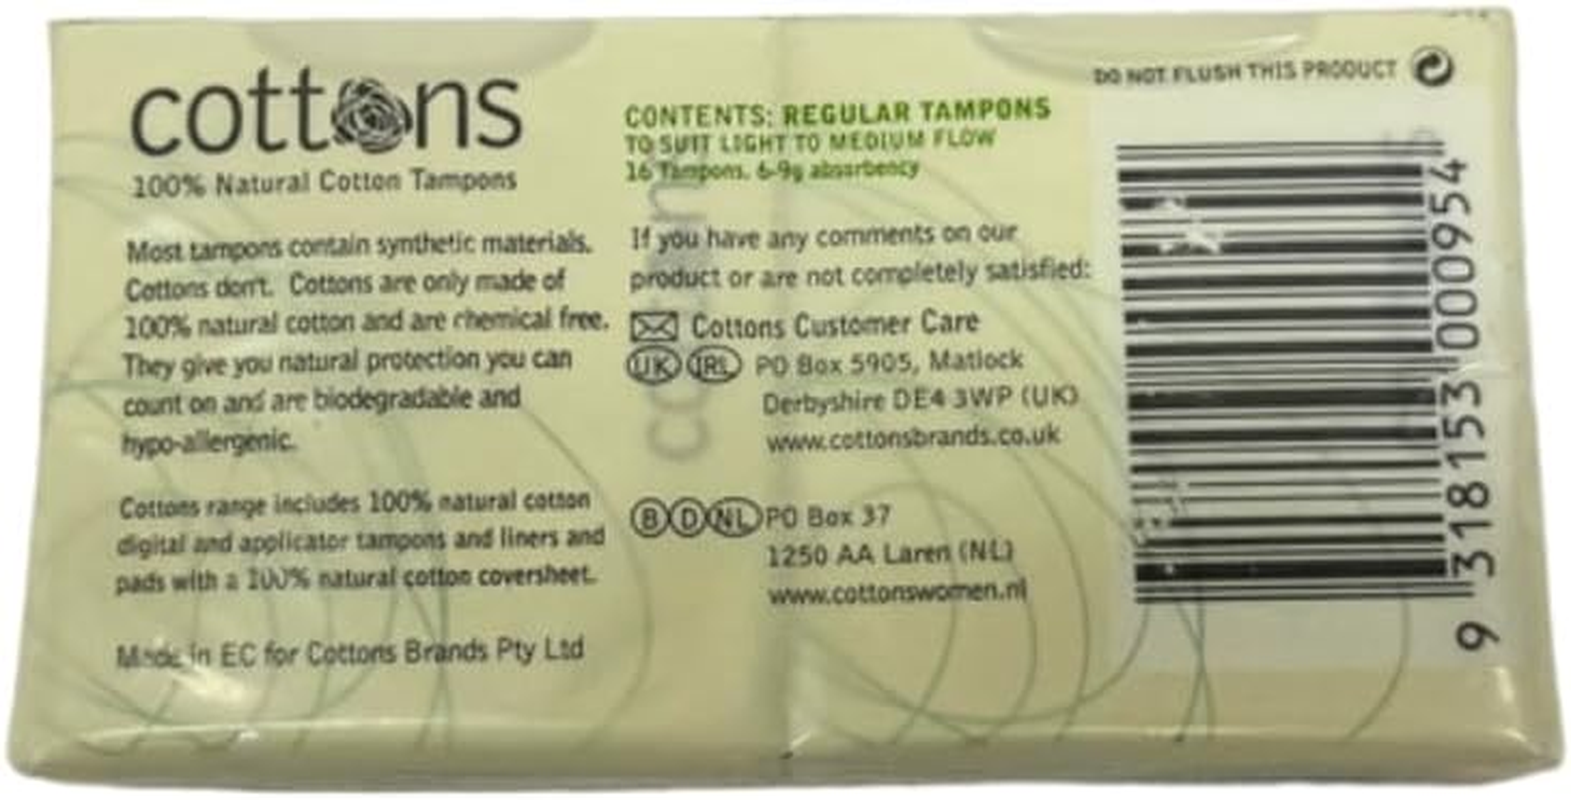 cottons
100% Natural Cotton Tampons
Most tampons contain synthetic materials.
Cottons don't. Cottons are only made of
100% natural cotton and are chemical free.
They give you natural protection you can
count on and are biodegradable and
hypo-allergenic.
Cottons range includes 100% natural cotton
digital and applicator tampons and liners and
pads with a 100% natural cotton coversheet.
Made in EC for Cottons Brands Pty Ltd
CONTENTS: REGULAR TAMPONS
TO SUIT LIGHT TO MEDIUM FLOW
16 Tampons. 6-9g absorbency
If you have any comments on our
product or are not completely satisfied:
Cottons Customer Care
UK IRL PO Box 5905, Matlock
Derbyshire DE4 3WP (UK)
www.cottonsbrands.co.uk
B D NL PO Box 37
1250 AA Laren (NL)
www.cottonswomen.nl
DO NOT FLUSH THIS PRODUCT
9 318153 000954